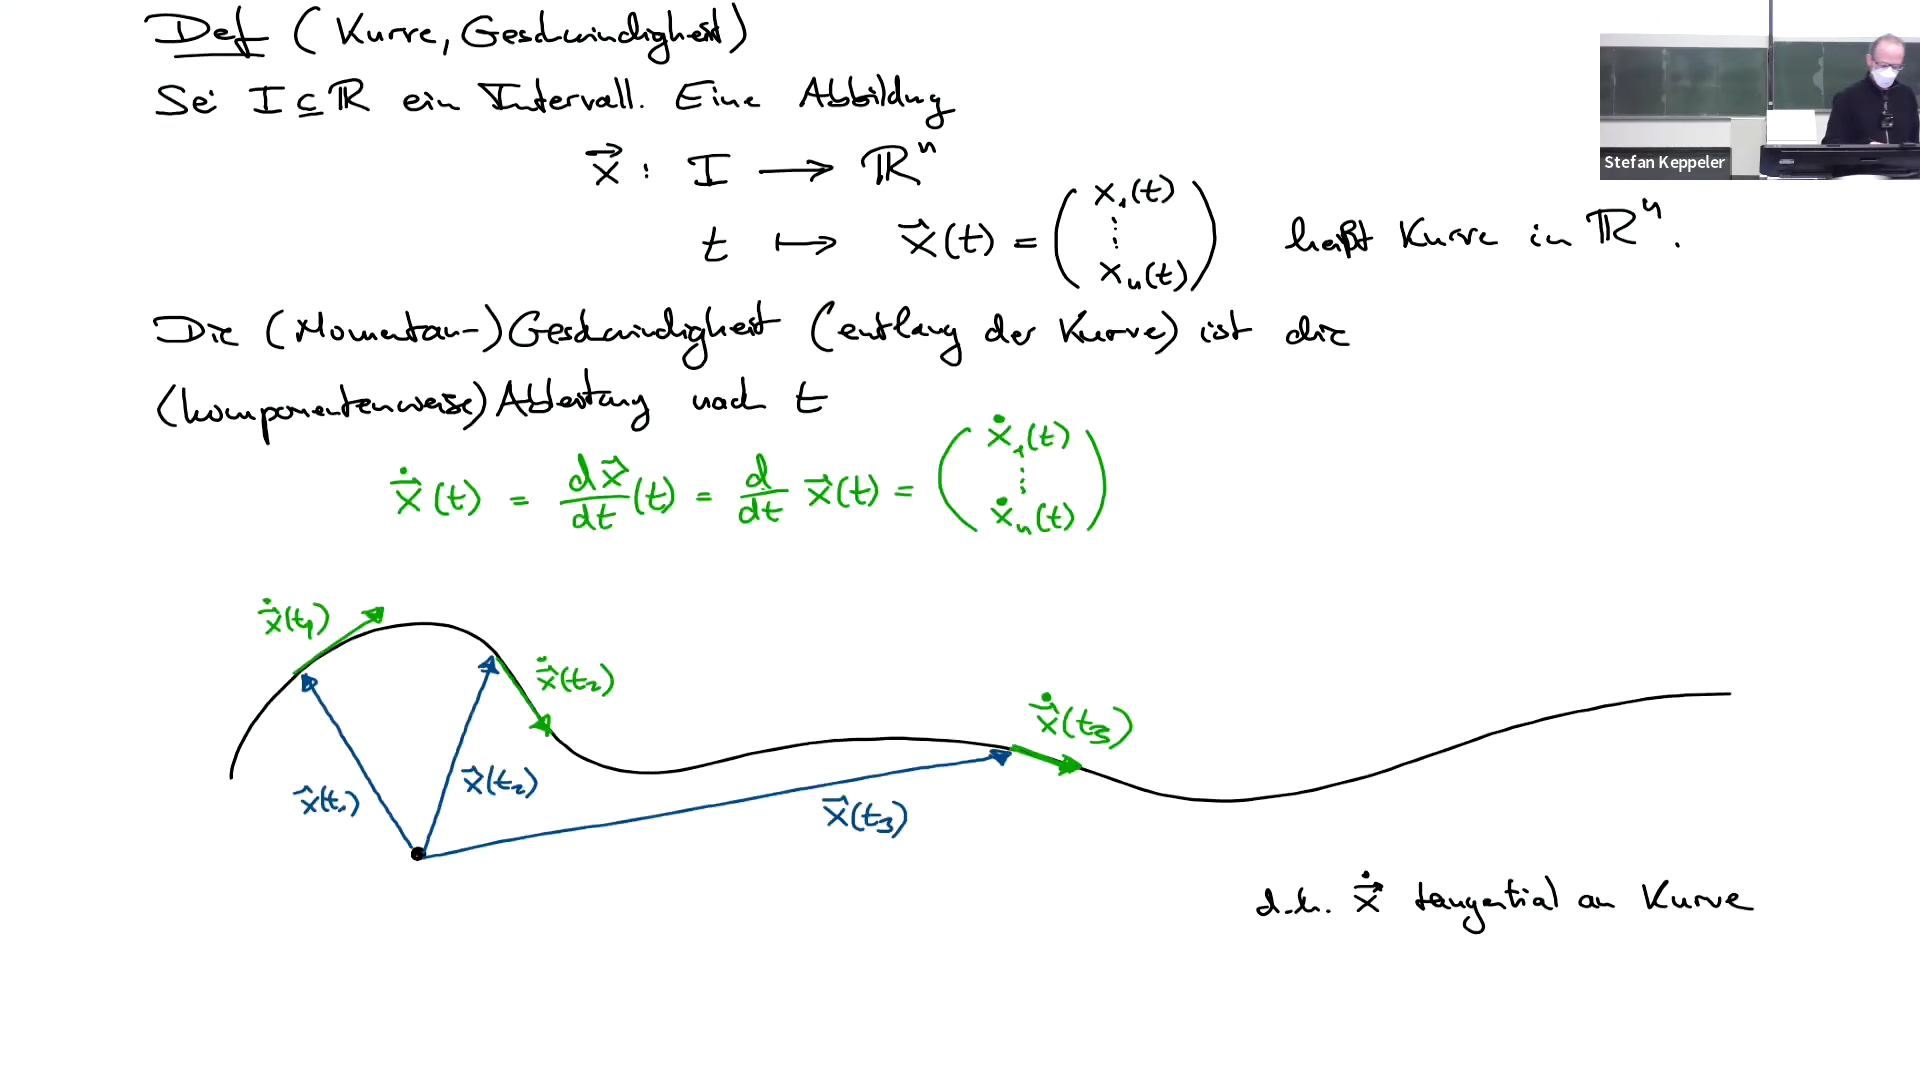 Def (Kurve, Geschwindigkeit)
Sei I ⊆ ℝ ein Intervall. Eine Abbildung
x⃗ : I ⟶ ℝⁿ
t ⟼ x⃗(t) = (x₁(t) ⋮ xₙ(t)) heißt Kurve in ℝⁿ.
Die (Momentan-)Geschwindigkeit (entlang der Kurve) ist die
(komponentenweise) Ableitung nach t
ẋ⃗(t) = dx⃗/dt (t) = d/dt x⃗(t) = (ẋ₁(t) ⋮ ẋₙ(t))
ẋ⃗(t₁)
ẋ⃗(t₂)
ẋ⃗(t₃)
x⃗(t₁)
x⃗(t₂)
x⃗(t₃)
d.h. ẋ⃗ tangential an Kurve
Stefan Keppeler